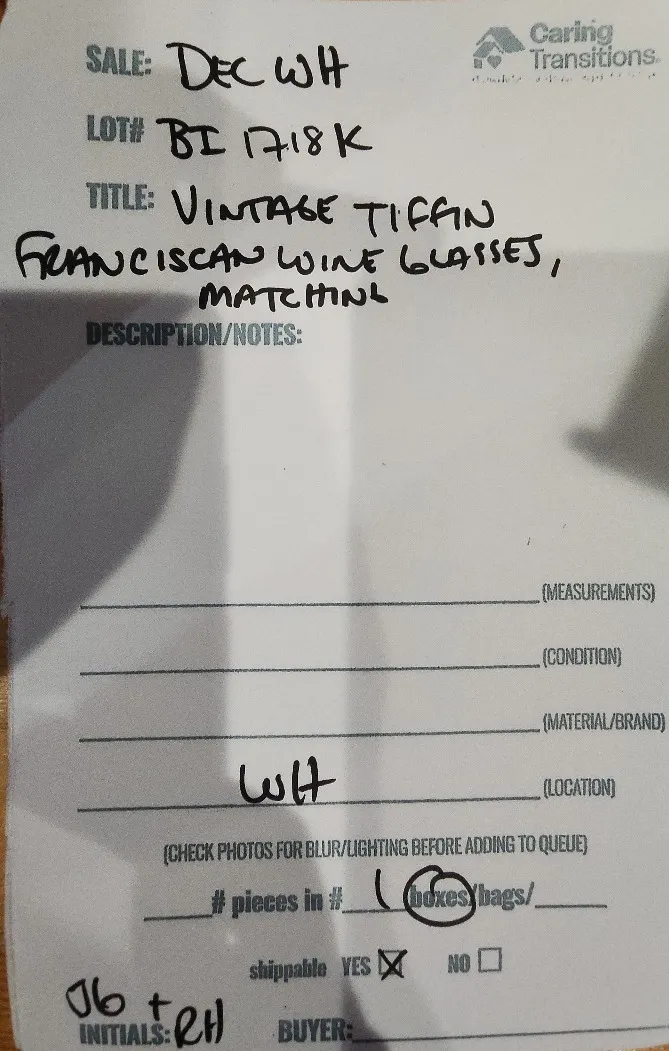 Caring
Transitions.
SALE: DEC WH
LOT# BI 1718K
TITLE: VINTAGE TIFFIN
FRANCISCAN WINE GLASSES,
MATCHING
DESCRIPTION/NOTES:
(MEASUREMENTS)
(CONDITION)
(MATERIAL/BRAND)
WH (LOCATION)
(CHECK PHOTOS FOR BLUR/LIGHTING BEFORE ADDING TO QUEUE)
# pieces in # 1 boxes/bags/
shippable YES ☒ NO ☐
JG + RH
INITIALS: BUYER: